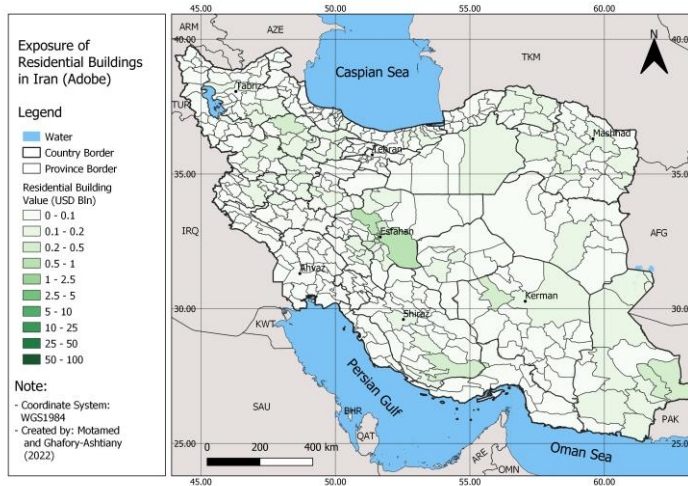 Exposure of
Residential Buildings
in Iran (Adobe)
Legend
Water
Country Border
Province Border
Residential Building
Value (USD Bln)
0 - 0.1
0.1 - 0.2
0.2 - 0.5
0.5 - 1
1 - 2.5
2.5 - 5
5 - 10
10 - 25
25 - 50
50 - 100
Note:
- Coordinate System:
WGS1984
- Created by: Motamed
and Ghafory-Ashtiany
(2022)
45.00
50.00
55.00
60.00
ARM
AZE
40.00
40.00
TKM
Caspian Sea
Tabriz
TUR
Mashhad
Tehran
35.00
35.00
IRQ
Esfahan
AFG
Ahvaz
Kerman
30.00
30.00
Shiraz
KWT
Persian Gulf
SAU
BHR
QAT
PAK
25.00
25.00
ARE
Oman Sea
OMN
0
200
400 km
45.00
50.00
55.00
60.00